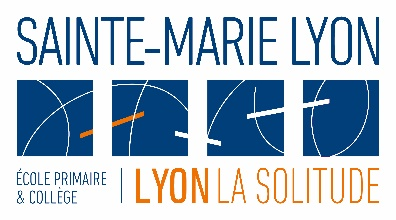 SAINTE-MARIE LYON
ÉCOLE PRIMAIRE
& COLLÈGE
LYON LA SOLITUDE